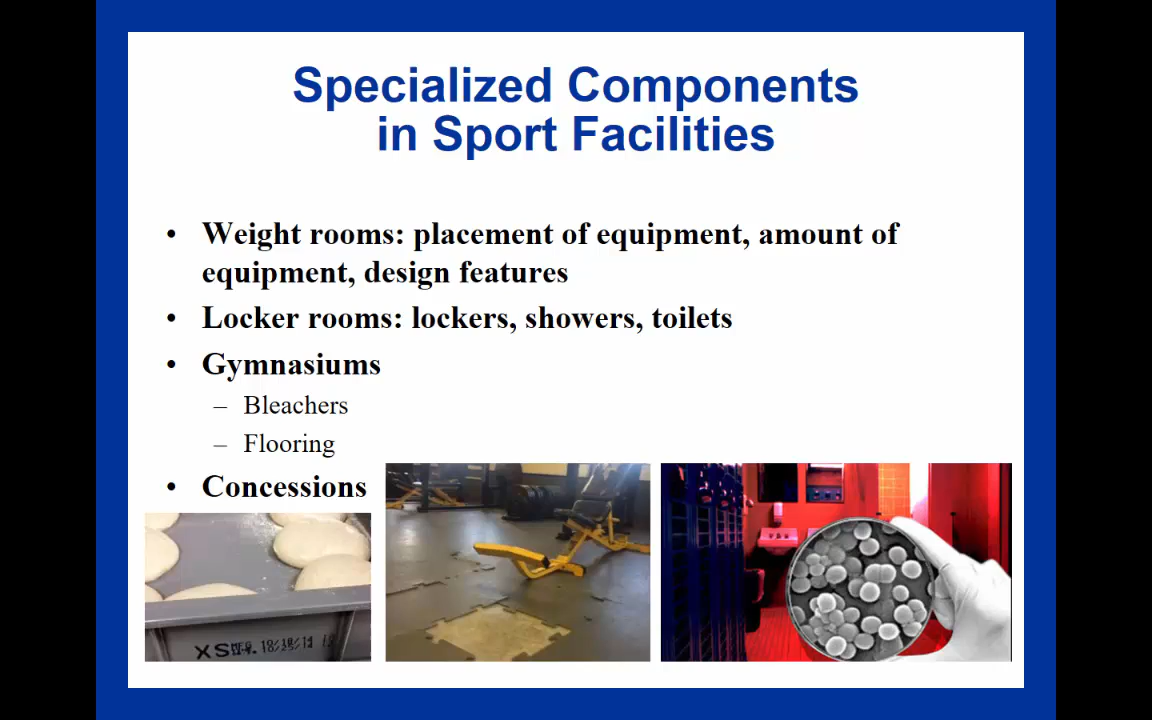 Specialized Components
in Sport Facilities
• Weight rooms: placement of equipment, amount of
equipment, design features
• Locker rooms: lockers, showers, toilets
• Gymnasiums
– Bleachers
– Flooring
• Concessions
XS